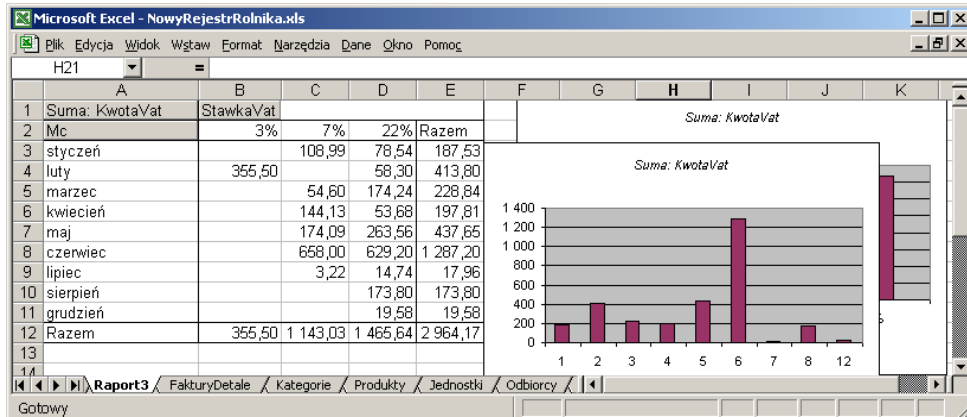 Microsoft Excel - NowyRejestrRolnika.xls
Plik Edycja Widok Wstaw Format Narzędzia Dane Okno Pomoc
H21 =
A B C D E F G H I J K
1 Suma: KwotaVat StawkaVat
2 Mc 3% 7% 22% Razem
3 styczeń 108,99 78,54 187,53
4 luty 355,50 58,30 413,80
5 marzec 54,60 174,24 228,84
6 kwiecień 144,13 53,68 197,81
7 maj 174,09 263,56 437,65
8 czerwiec 658,00 629,20 1 287,20
9 lipiec 3,22 14,74 17,96
10 sierpień 173,80 173,80
11 grudzień 19,58 19,58
12 Razem 355,50 1 143,03 1 465,64 2 964,17
13
14
Suma: KwotaVat
Suma: KwotaVat
1 400
1 200
1 000
800
600
400
200
0
1 2 3 4 5 6 7 8 12
Raport3 FakturyDetale Kategorie Produkty Jednostki Odbiorcy
Gotowy